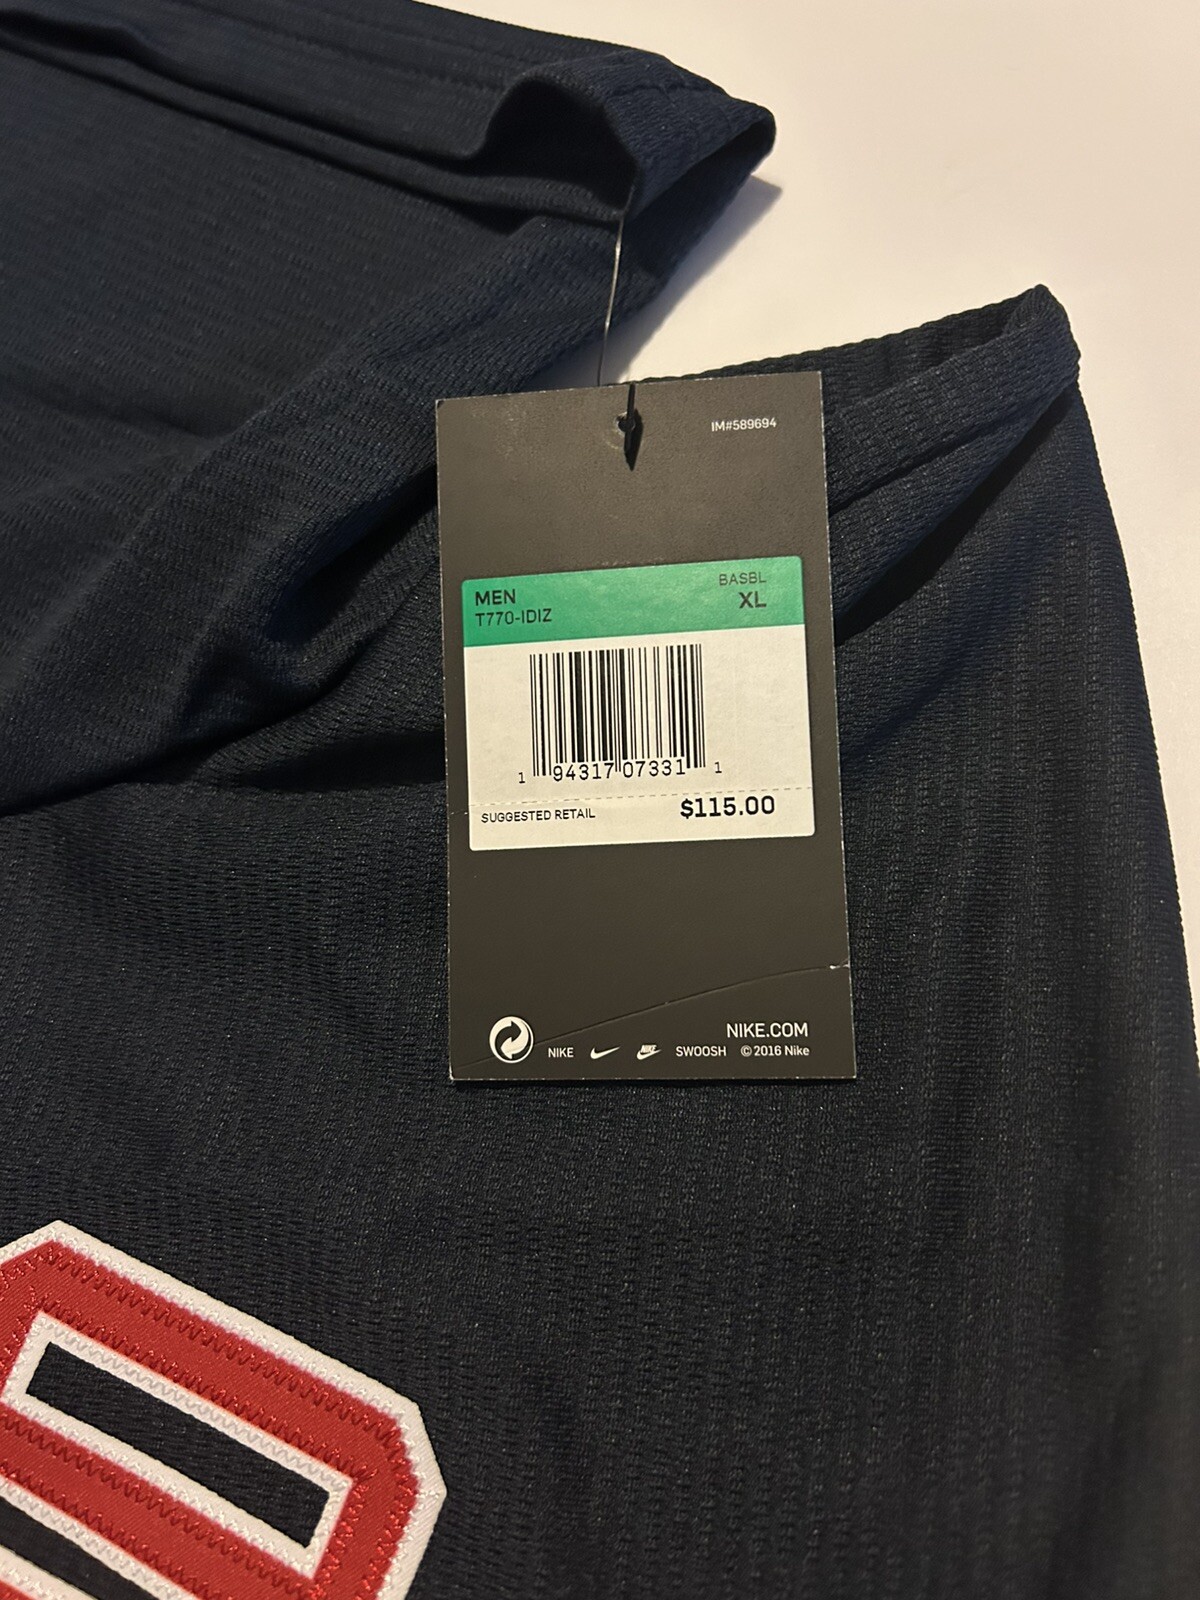 IM#589694
MEN
T770-IDIZ
BASBL
XL
1 94317 07331 1
SUGGESTED RETAIL $115.00
NIKE.COM
NIKE NIKE SWOOSH © 2016 Nike